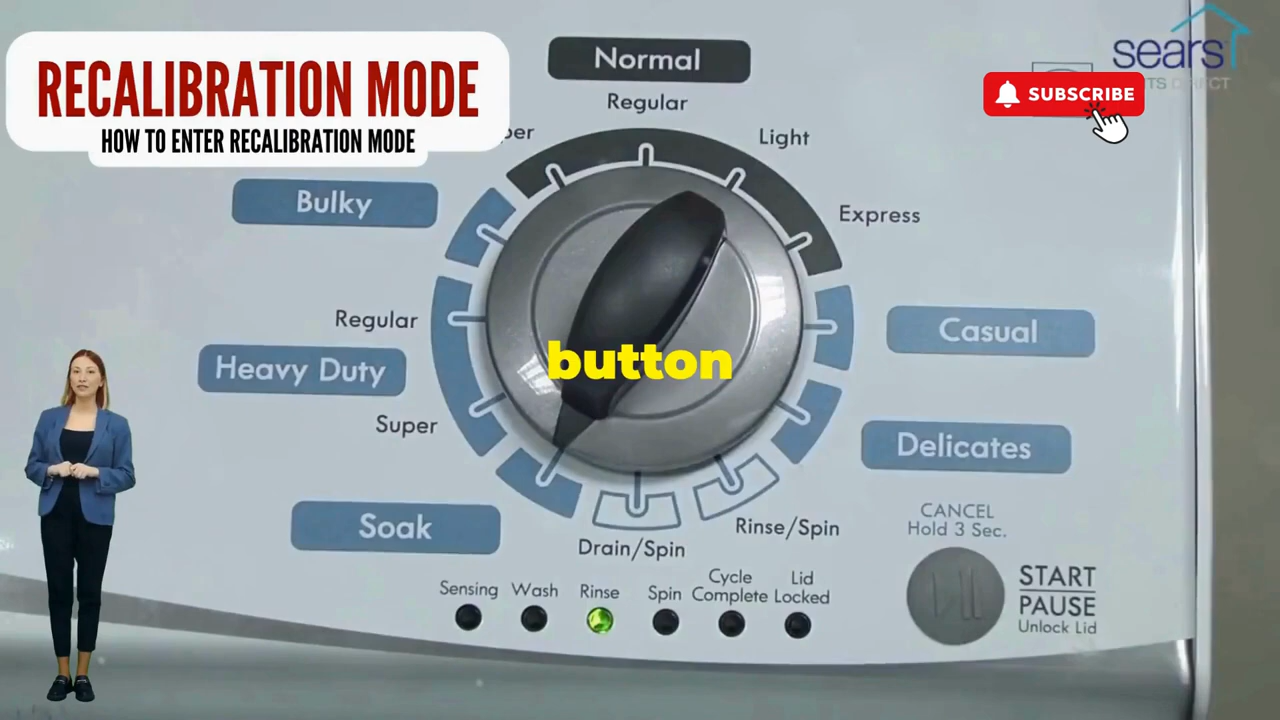 sears
RECALIBRATION MODE
HOW TO ENTER RECALIBRATION MODE
SUBSCRIBE
DIRECT
Normal
Regular
Light
Bulky
Express
Regular
Casual
Heavy Duty
button
Super
Delicates
Soak
CANCEL
Hold 3 Sec.
Rinse/Spin
Drain/Spin
Sensing
Wash
Rinse
Spin
Cycle
Complete
Lid
Locked
START
PAUSE
Unlock Lid